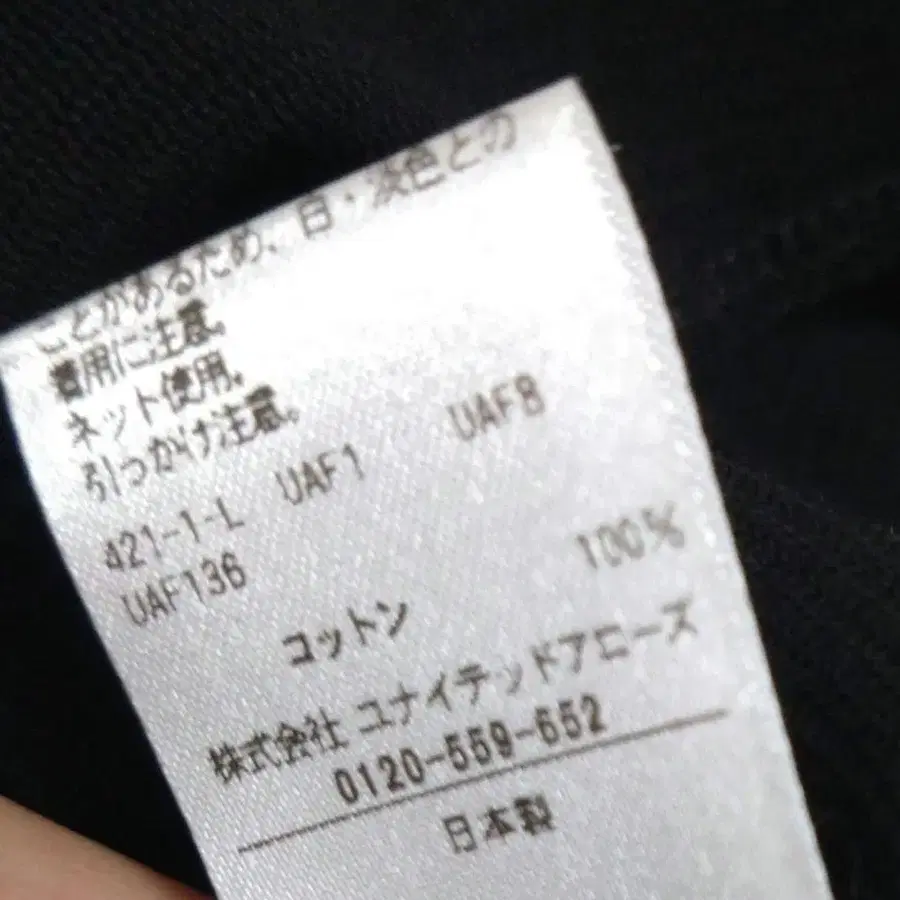 ことがあるため、白・淡色との
着用に注意。
ネット使用。
引っかけ注意。
421-1-L UAF1 UAF8
UAF136
コットン 100%
株式会社 ユナイテッドアローズ
0120-559-652
日本製